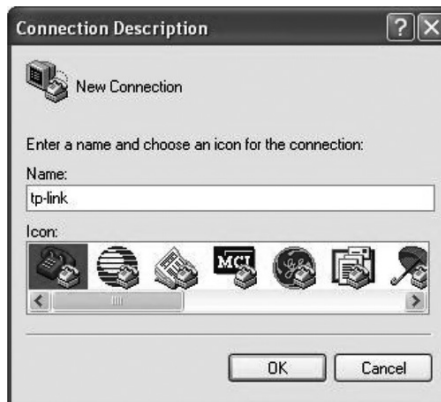 Connection Description
New Connection
Enter a name and choose an icon for the connection:
Name:
tp-link
Icon:
MCI
OK
Cancel